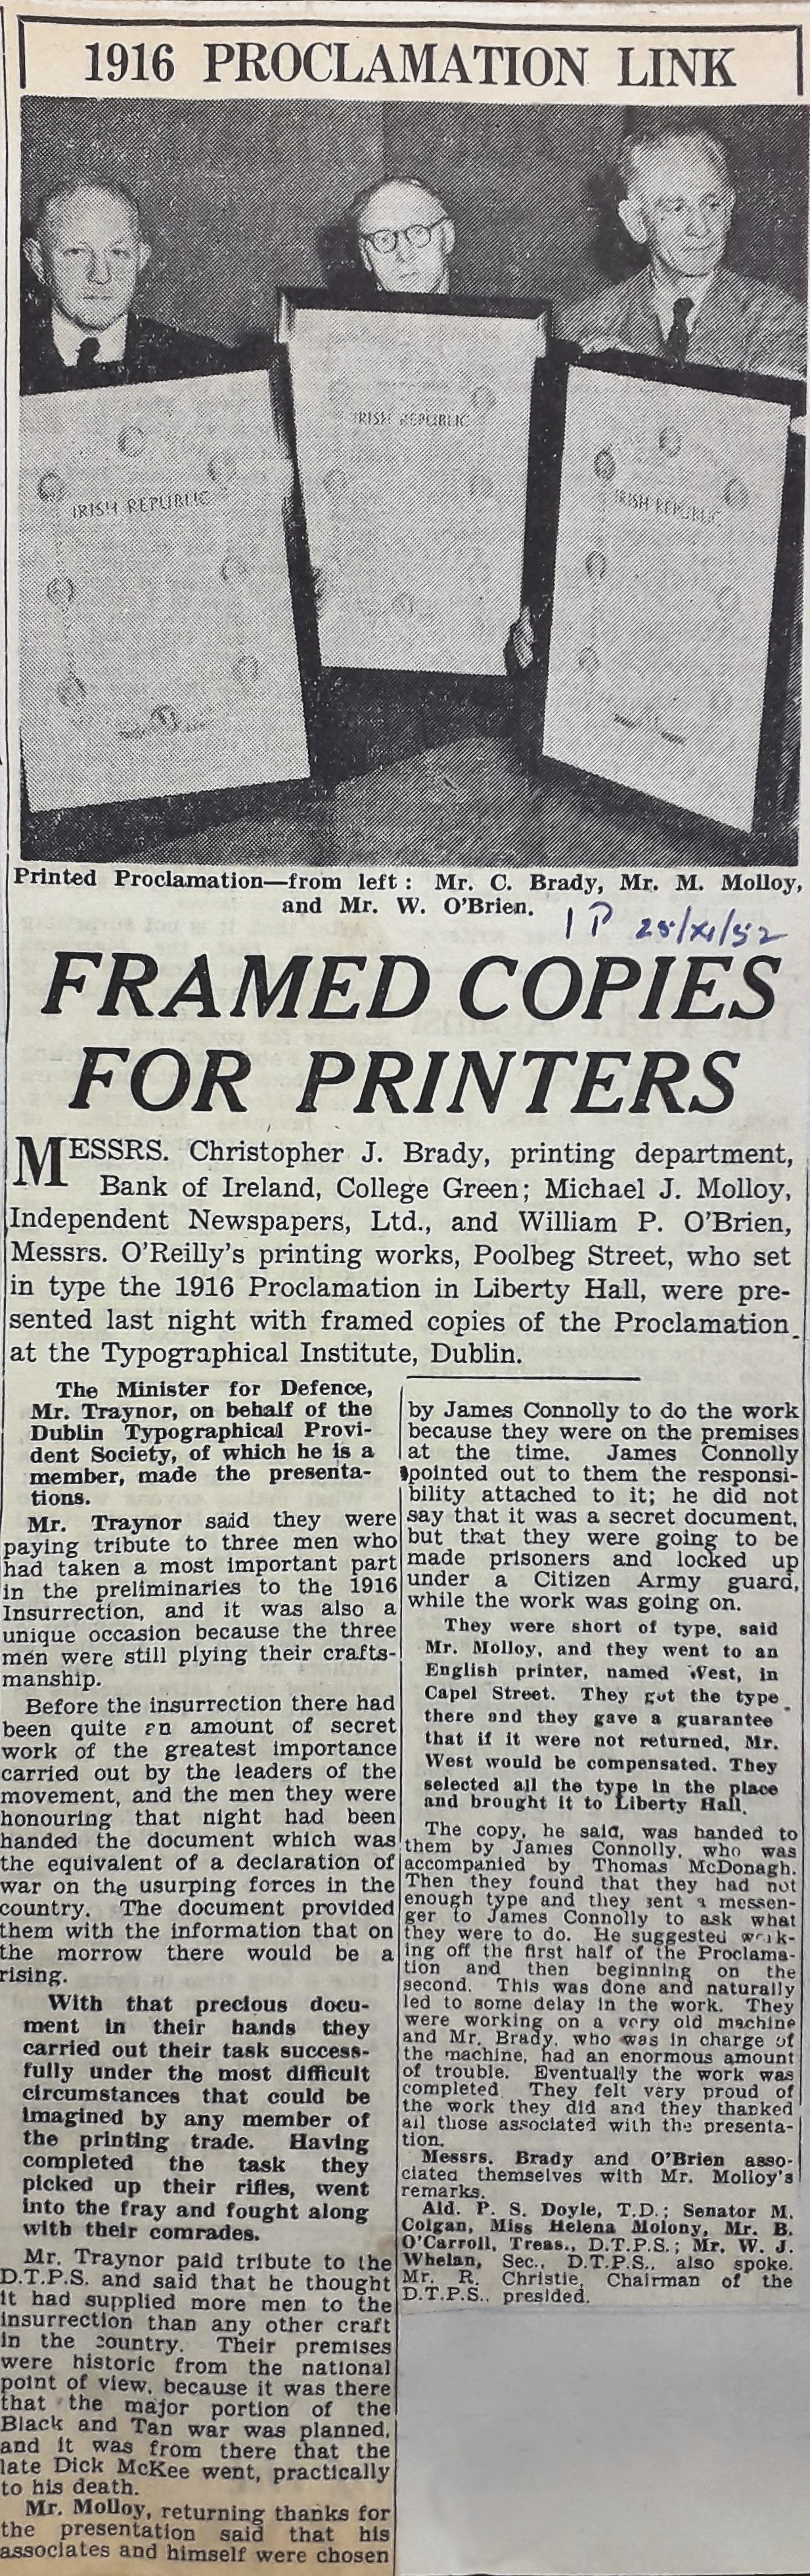 1916 PROCLAMATION LINK
IRISH REPUBLIC
IRISH REPUBLIC
IRISH REPUBLIC
Printed Proclamation—from left : Mr. C. Brady, Mr. M. Molloy,
and Mr. W. O'Brien.
IP 25/XI/52
FRAMED COPIES
FOR PRINTERS
MESSRS. Christopher J. Brady, printing department,
Bank of Ireland, College Green; Michael J. Molloy,
Independent Newspapers, Ltd., and William P. O'Brien,
Messrs. O'Reilly's printing works, Poolbeg Street, who set
in type the 1916 Proclamation in Liberty Hall, were pre-
sented last night with framed copies of the Proclamation
at the Typographical Institute, Dublin.
The Minister for Defence,
Mr. Traynor, on behalf of the
Dublin Typographical Provi-
dent Society, of which he is a
member, made the presenta-
tions.
Mr. Traynor said they were
paying tribute to three men who
had taken a most important part
in the preliminaries to the 1916
Insurrection, and it was also a
unique occasion because the three
men were still plying their crafts-
manship.
Before the insurrection there had
been quite an amount of secret
work of the greatest importance
carried out by the leaders of the
movement, and the men they were
honouring that night had been
handed the document which was
the equivalent of a declaration of
war on the usurping forces in the
country. The document provided
them with the information that on
the morrow there would be a
rising.
With that precious docu-
ment in their hands they
carried out their task success-
fully under the most difficult
circumstances that could be
imagined by any member of
the printing trade. Having
completed the task they
picked up their rifles, went
into the fray and fought along
with their comrades.
Mr. Traynor paid tribute to the
D.T.P.S. and said that he thought
it had supplied more men to the
insurrection than any other craft
in the country. Their premises
were historic from the national
point of view, because it was there
that the major portion of the
Black and Tan war was planned,
and it was from there that the
late Dick McKee went, practically
to his death.
Mr. Molloy, returning thanks for
the presentation said that his
associates and himself were chosen
by James Connolly to do the work
because they were on the premises
at the time. James Connolly
pointed out to them the responsi-
bility attached to it; he did not
say that it was a secret document,
but that they were going to be
made prisoners and locked up
under a Citizen Army guard,
while the work was going on.
They were short of type, said
Mr. Molloy, and they went to an
English printer, named West, in
Capel Street. They got the type
there and they gave a guarantee
that if it were not returned, Mr.
West would be compensated. They
selected all the type in the place
and brought it to Liberty Hall.
The copy, he said, was handed to
them by James Connolly, who was
accompanied by Thomas McDonagh.
Then they found that they had not
enough type and they sent a messen-
ger to James Connolly to ask what
they were to do. He suggested work-
ing off the first half of the Proclama-
tion and then beginning on the
second. This was done and naturally
led to some delay in the work. They
were working on a very old machine
and Mr. Brady, who was in charge of
the machine, had an enormous amount
of trouble. Eventually the work was
completed. They felt very proud of
the work they did and they thanked
all those associated with the presenta-
tion.
Messrs. Brady and O'Brien asso-
ciated themselves with Mr. Molloy's
remarks.
Ald. P. S. Doyle, T.D.; Senator M.
Colgan, Miss Helena Molony, Mr. B.
O'Carroll, Treas., D.T.P.S.; Mr. W. J.
Whelan, Sec., D.T.P.S., also spoke.
Mr. R. Christie, Chairman of the
D.T.P.S., presided.